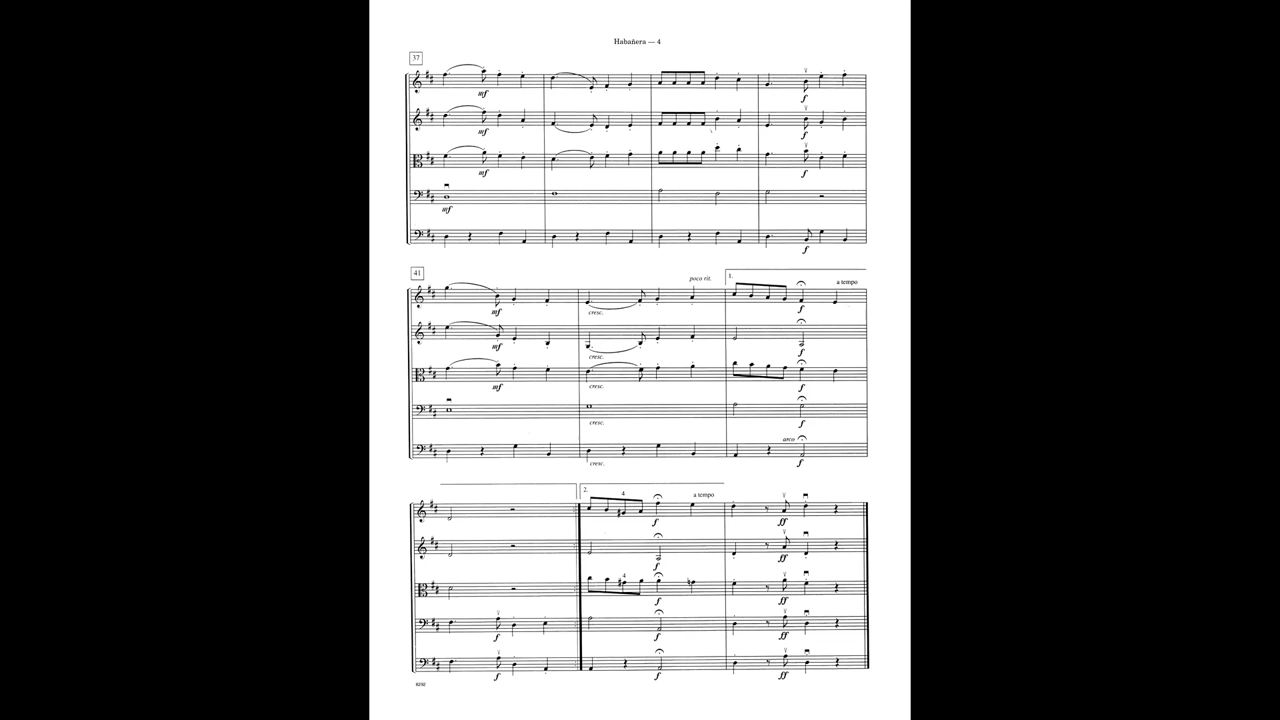 Habañera — 4
37
mf
f
mf
f
mf
f
mf
f
41
poco rit.
1.
a tempo
mf
cresc.
f
mf
cresc.
f
mf
cresc.
f
cresc.
f
arco
cresc.
f
2.
4
a tempo
f
ff
f
ff
4
f
ff
f
f
ff
f
f
ff
8292